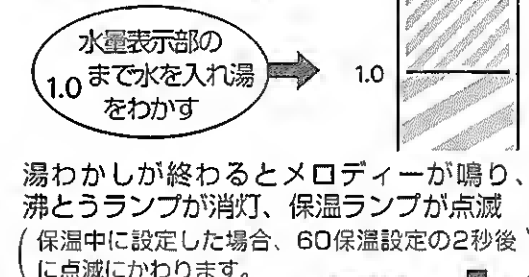 水量表示部の
1.0 まで水を入れ湯
をわかす
1.0
湯わかしが終わるとメロディーが鳴り、
沸とうランプが消灯、保温ランプが点滅
(保温中に設定した場合、60保温設定の2秒後
に点滅にかわります。